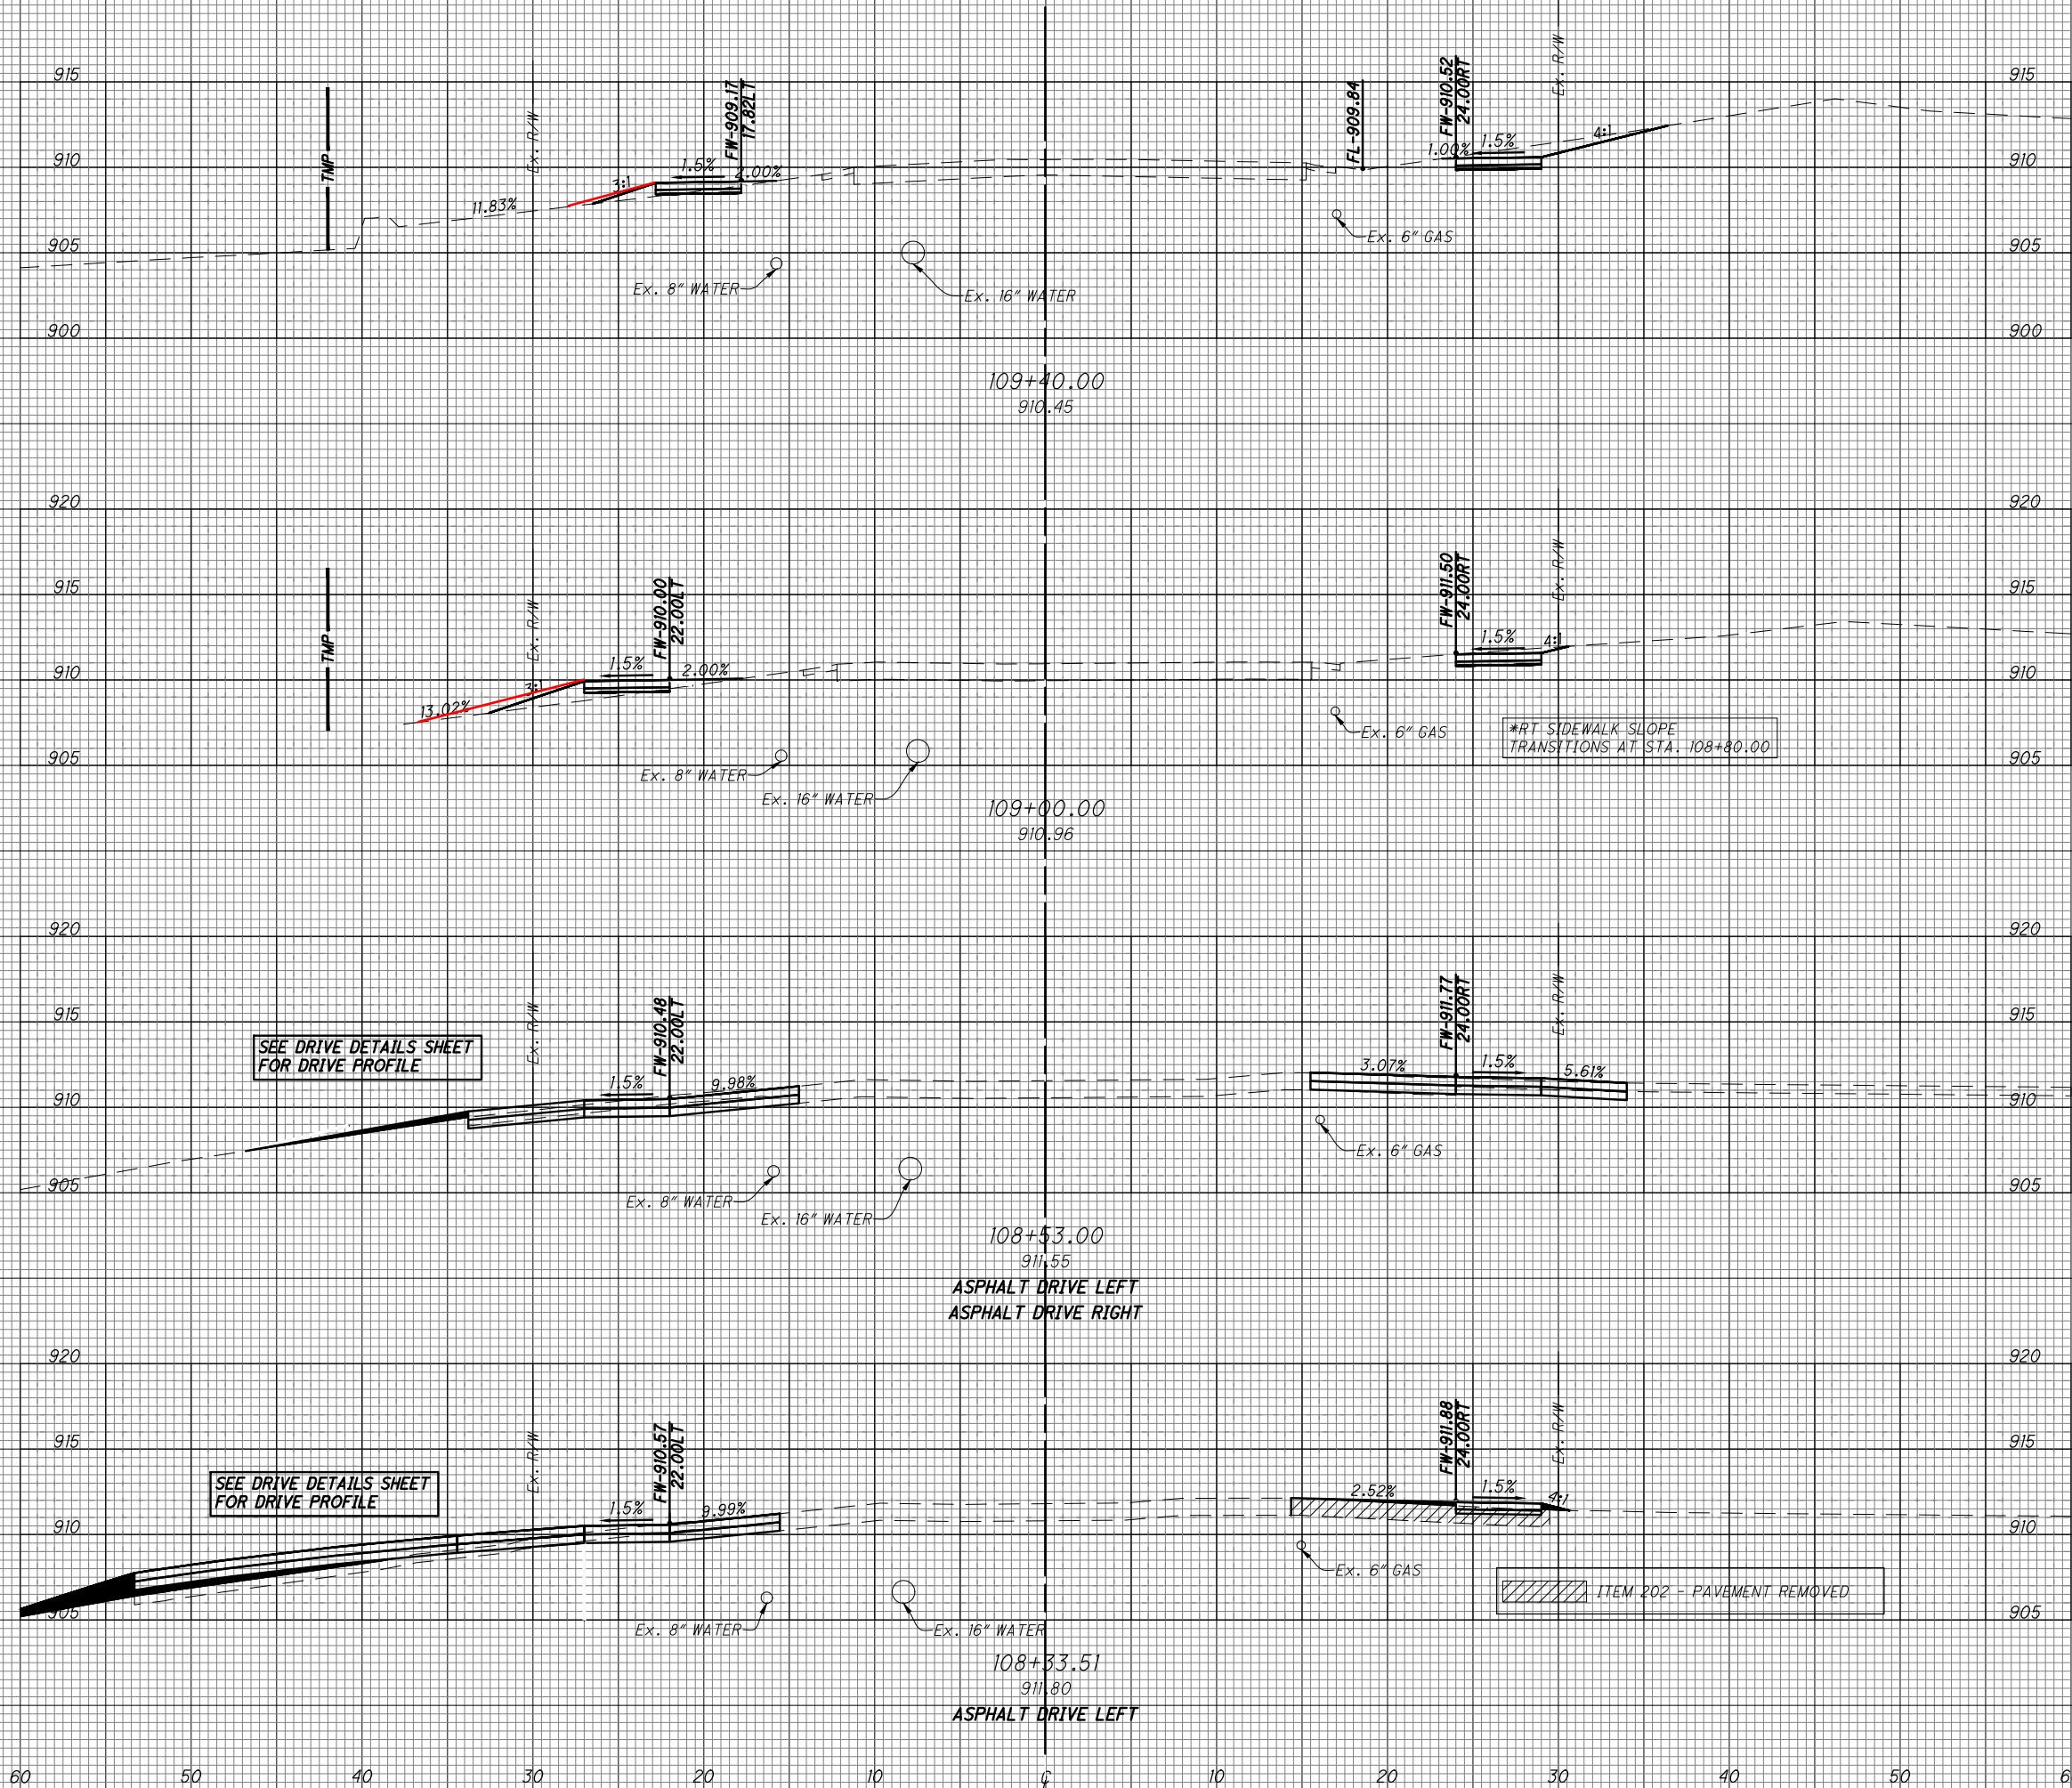 915
TMP
Ex. R/W
FW-909.17
17.82LT
FL-909.84
FW-910.52
24.00RT
Ex. R/W
915
910
11.83%
3:1
1.5%
2.00%
1.00%
1.5%
4:1
910
905
Ex. 8" WATER
Ex. 16" WATER
Ex. 6" GAS
905
900
900
109+40.00
910.45
920
920
915
TMP
Ex. R/W
FW-910.00
22.00LT
FW-911.50
24.00RT
Ex. R/W
915
910
13.02%
3:1
1.5%
2.00%
1.5%
4:1
910
905
Ex. 8" WATER
Ex. 16" WATER
Ex. 6" GAS
*RT SIDEWALK SLOPE
TRANSITIONS AT STA. 108+80.00
905
109+00.00
910.96
920
920
915
SEE DRIVE DETAILS SHEET
FOR DRIVE PROFILE
Ex. R/W
FW-910.48
22.00LT
FW-911.77
24.00RT
Ex. R/W
915
910
1.5%
9.98%
3.07%
1.5%
5.61%
910
905
Ex. 8" WATER
Ex. 16" WATER
Ex. 6" GAS
905
108+53.00
911.55
ASPHALT DRIVE LEFT
ASPHALT DRIVE RIGHT
920
920
915
SEE DRIVE DETAILS SHEET
FOR DRIVE PROFILE
Ex. R/W
FW-910.57
22.00LT
FW-911.88
24.00RT
Ex. R/W
915
910
1.5%
9.99%
2.52%
1.5%
4:1
910
905
Ex. 8" WATER
Ex. 16" WATER
Ex. 6" GAS
ITEM 202 - PAVEMENT REMOVED
905
108+33.51
911.80
ASPHALT DRIVE LEFT
60 50 40 30 20 10 ℄ 10 20 30 40 50